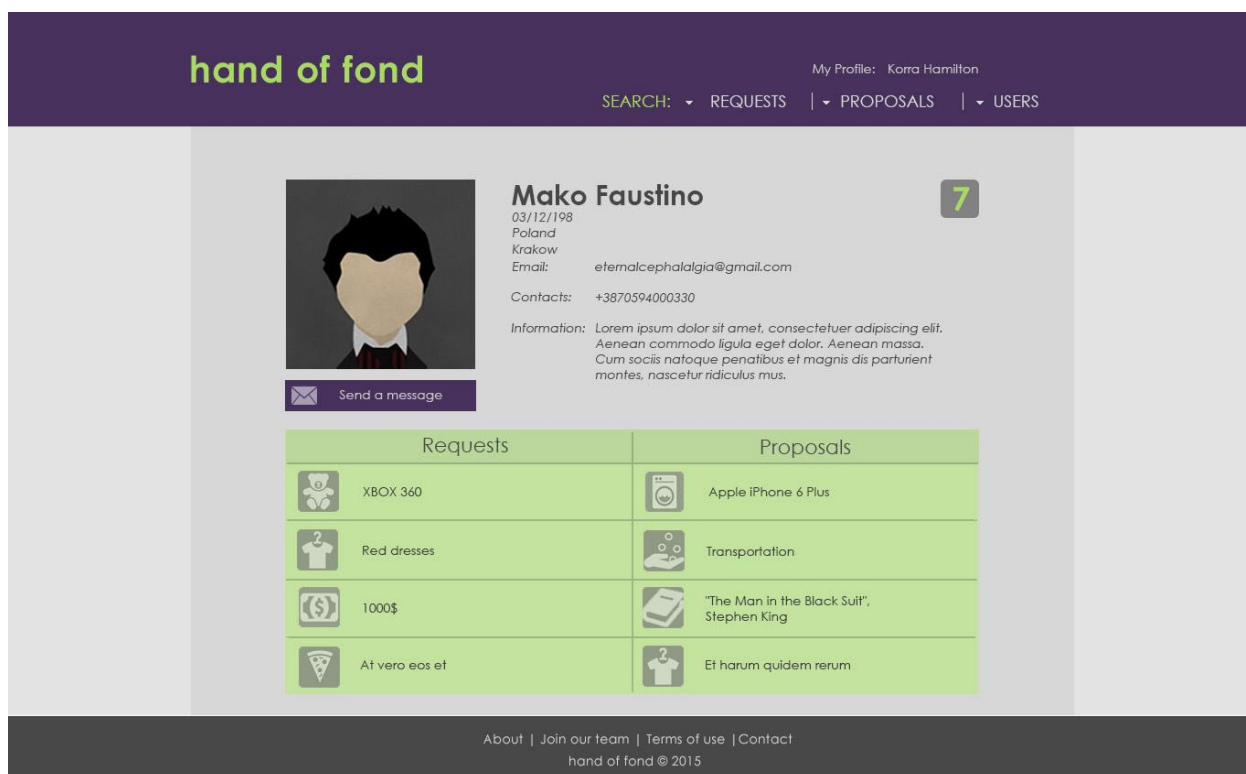 hand of fond
My Profile: Korra Hamilton
SEARCH: REQUESTS | PROPOSALS | USERS
Mako Faustino
7
03/12/198
Poland
Krakow
Email: eternalcephalalgia@gmail.com
Contacts: +3870594000330
Information: Lorem ipsum dolor sit amet, consectetuer adipiscing elit.
Aenean commodo ligula eget dolor. Aenean massa.
Cum sociis natoque penatibus et magnis dis parturient
montes, nascetur ridiculus mus.
Send a message
Requests
Proposals
XBOX 360
Apple iPhone 6 Plus
Red dresses
Transportation
1000$
"The Man in the Black Suit",
Stephen King
At vero eos et
Et harum quidem rerum
About | Join our team | Terms of use |Contact
hand of fond © 2015